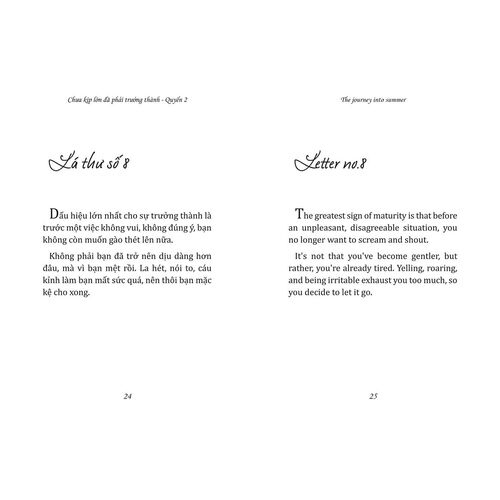 Chưa kịp lớn đã phải trưởng thành - Quyển 2
Lá thư số 8
Dấu hiệu lớn nhất cho sự trưởng thành là
trước một việc không vui, không đúng ý, bạn
không còn muốn gào thét lên nữa.
Không phải bạn đã trở nên dịu dàng hơn
đâu, mà vì bạn mệt rồi. La hét, nói to, cáu
kỉnh làm bạn mất sức quá, nên thôi bạn mặc
kệ cho xong.
24
The journey into summer
Letter no.8
The greatest sign of maturity is that before
an unpleasant, disagreeable situation, you
no longer want to scream and shout.
It's not that you've become gentler, but
rather, you're already tired. Yelling, roaring,
and being irritable exhaust you too much, so
you decide to let it go.
25